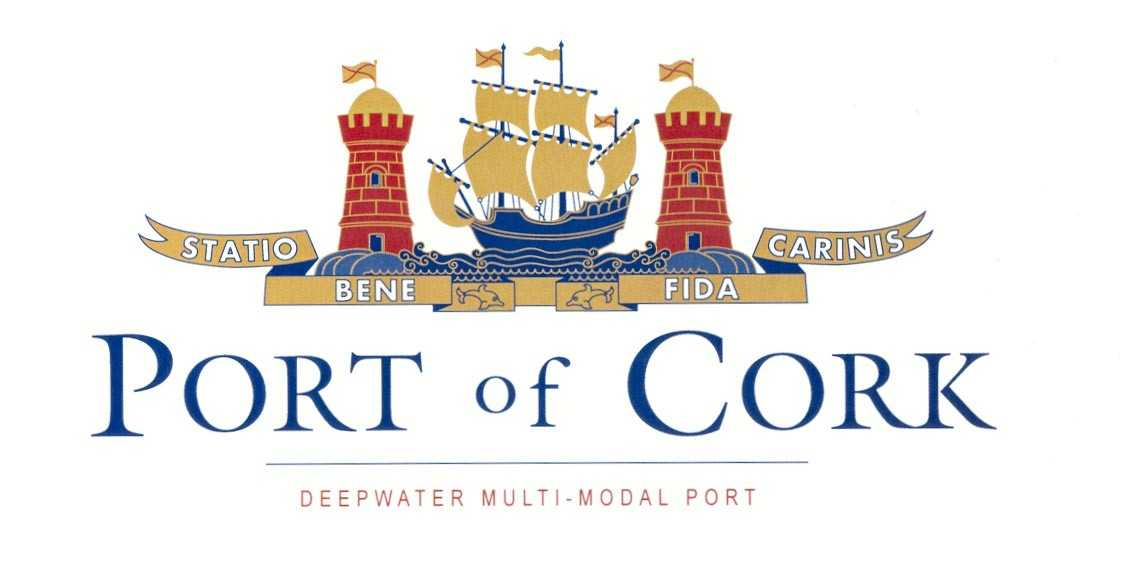 STATIO BENE FIDA CARINIS
PORT of CORK
DEEPWATER MULTI-MODAL PORT